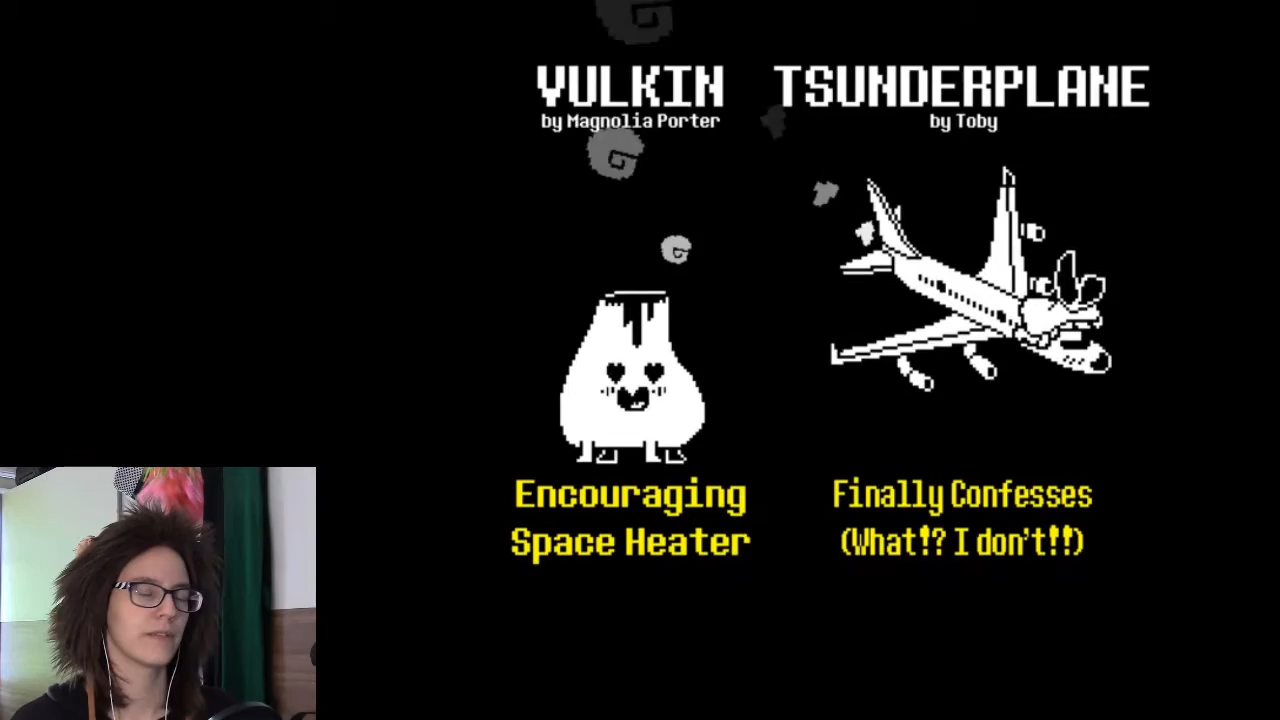 VULKIN
by Magnolia Porter
Encouraging
Space Heater
TSUNDERPLANE
by Toby
Finally Confesses
(What!? I don't!!)